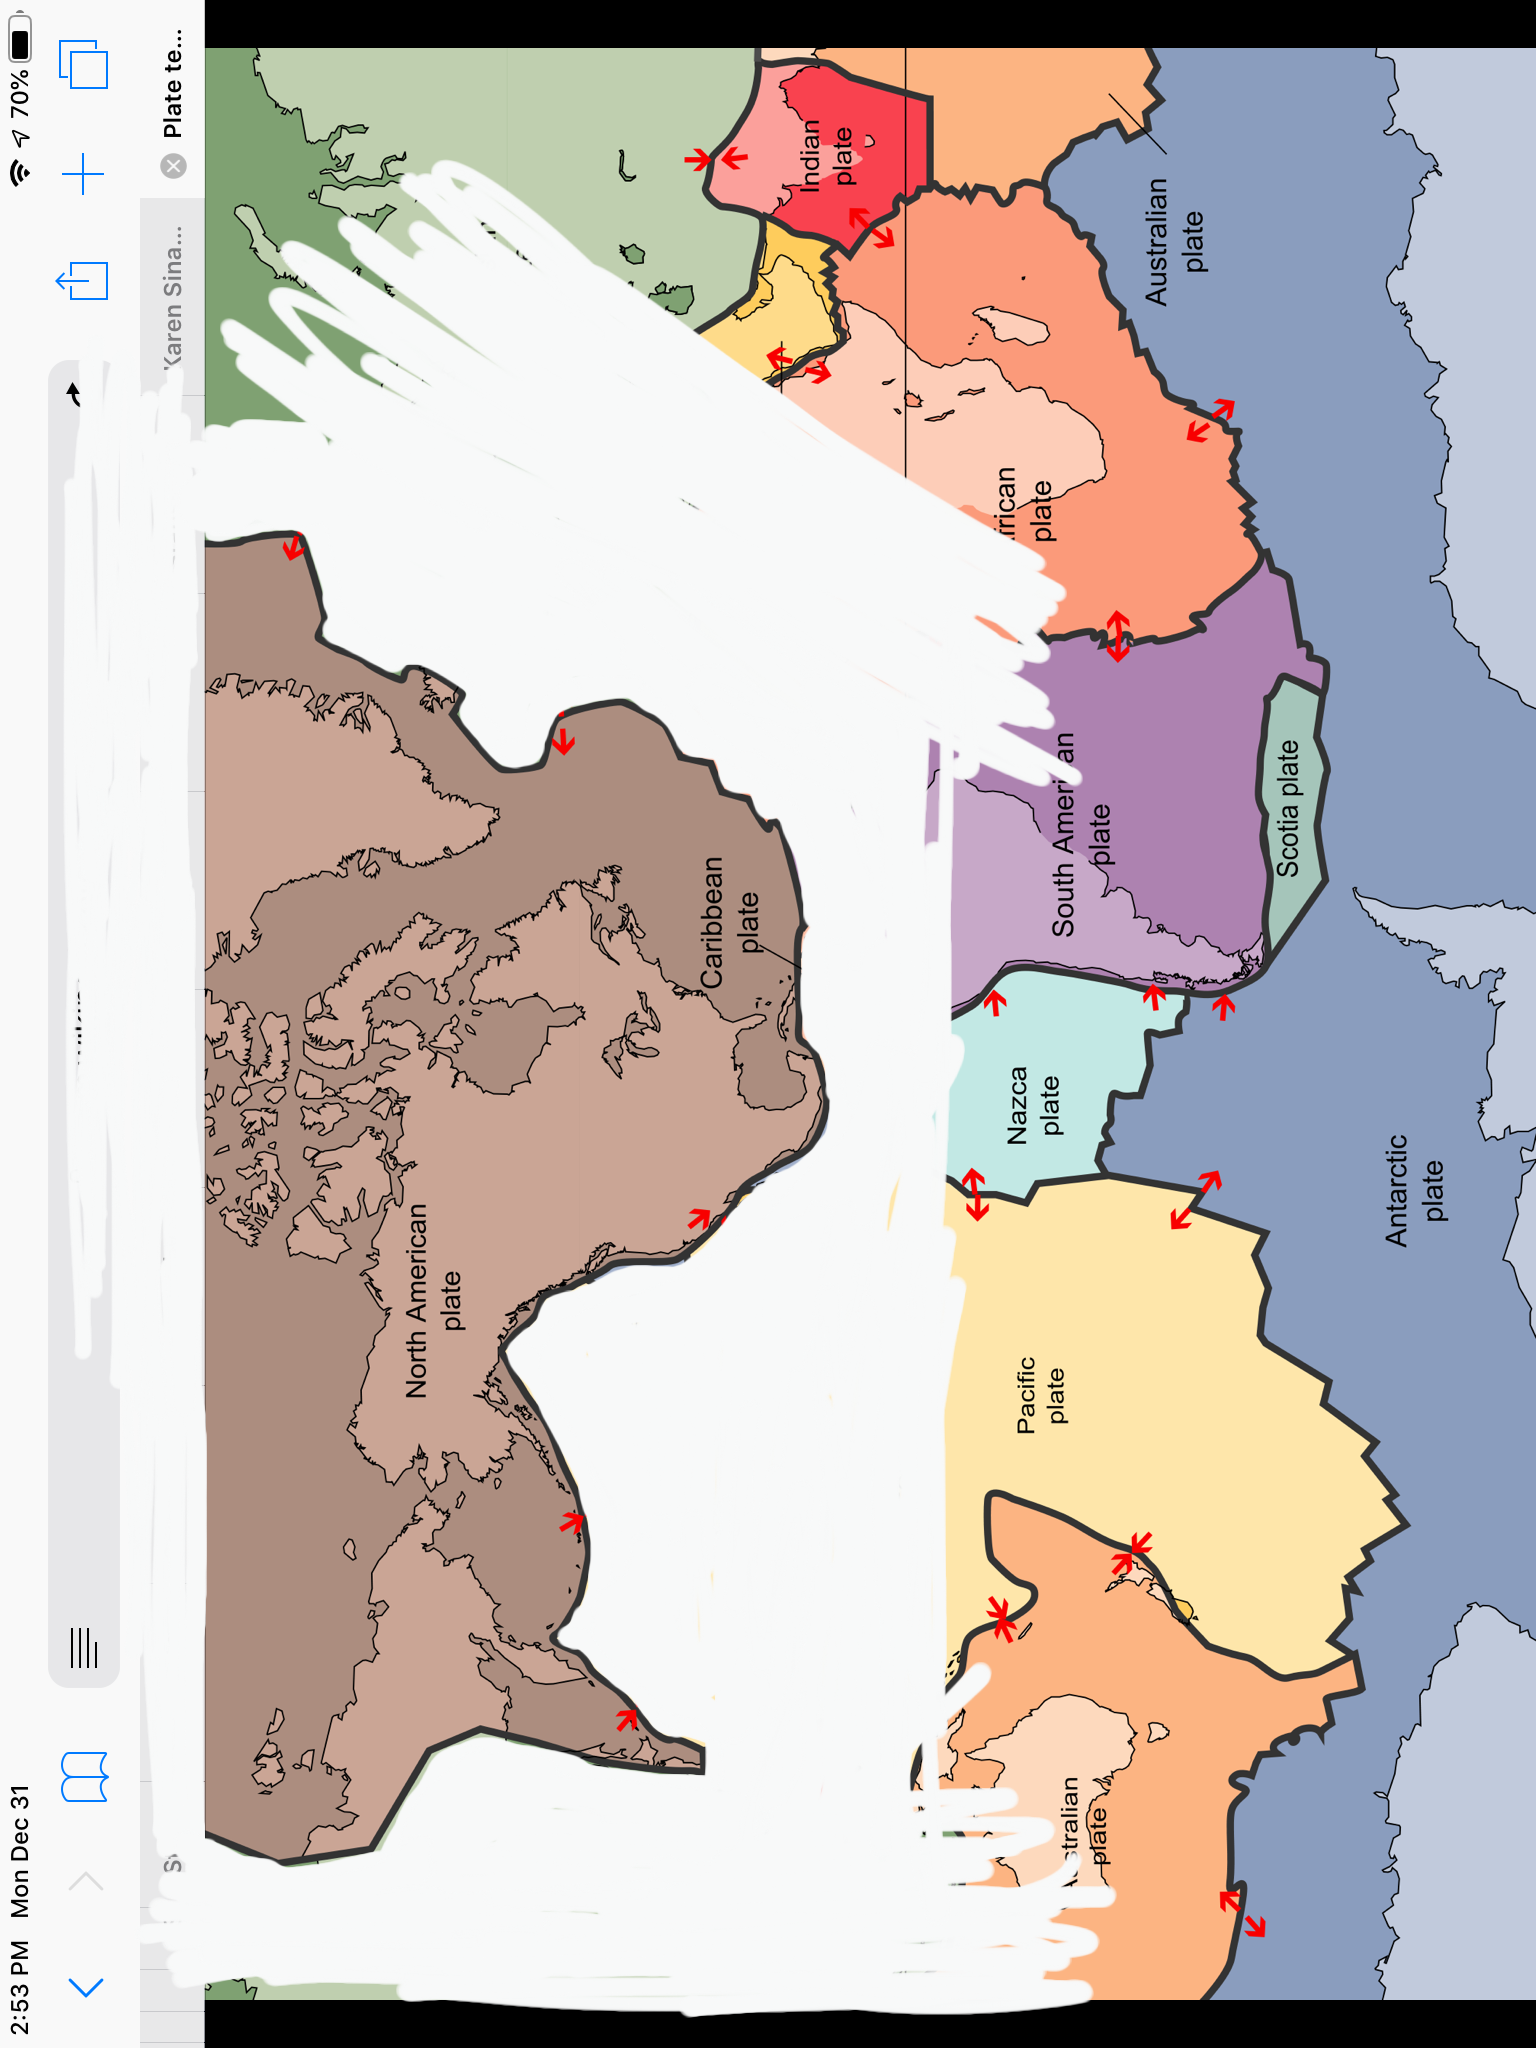 2:53 PM Mon Dec 31
70%
Karen Sina...
Plate te...
North American
plate
Caribbean
plate
Indian
plate
plate
Australian
plate
South American
plate
Scotia plate
Nazca
plate
Pacific
plate
Antarctic
plate
plate